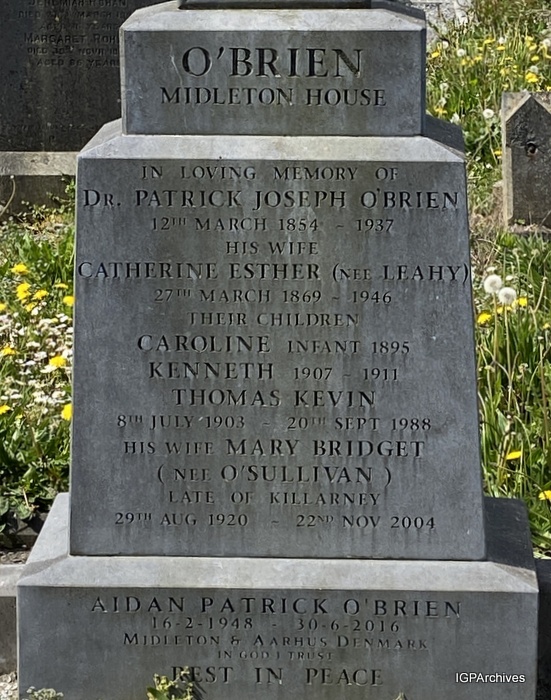 MARGARET
O'BRIEN
MIDLETON HOUSE
IN LOVING MEMORY OF
DR. PATRICK JOSEPH O'BRIEN
12TH MARCH 1854 ~ 1937
HIS WIFE
CATHERINE ESTHER (NEE LEAHY)
27TH MARCH 1869 ~ 1946
THEIR CHILDREN
CAROLINE INFANT 1895
KENNETH 1907 ~ 1911
THOMAS KEVIN
8TH JULY 1903 ~ 20TH SEPT 1988
HIS WIFE MARY BRIDGET
( NEE O'SULLIVAN )
LATE OF KILLARNEY
29TH AUG 1920 ~ 22ND NOV 2004
AIDAN PATRICK O'BRIEN
16-2-1948 - 30-6-2016
MIDLETON & AARHUS DENMARK
IN GOD I TRUST
REST IN PEACE
IGPArchives